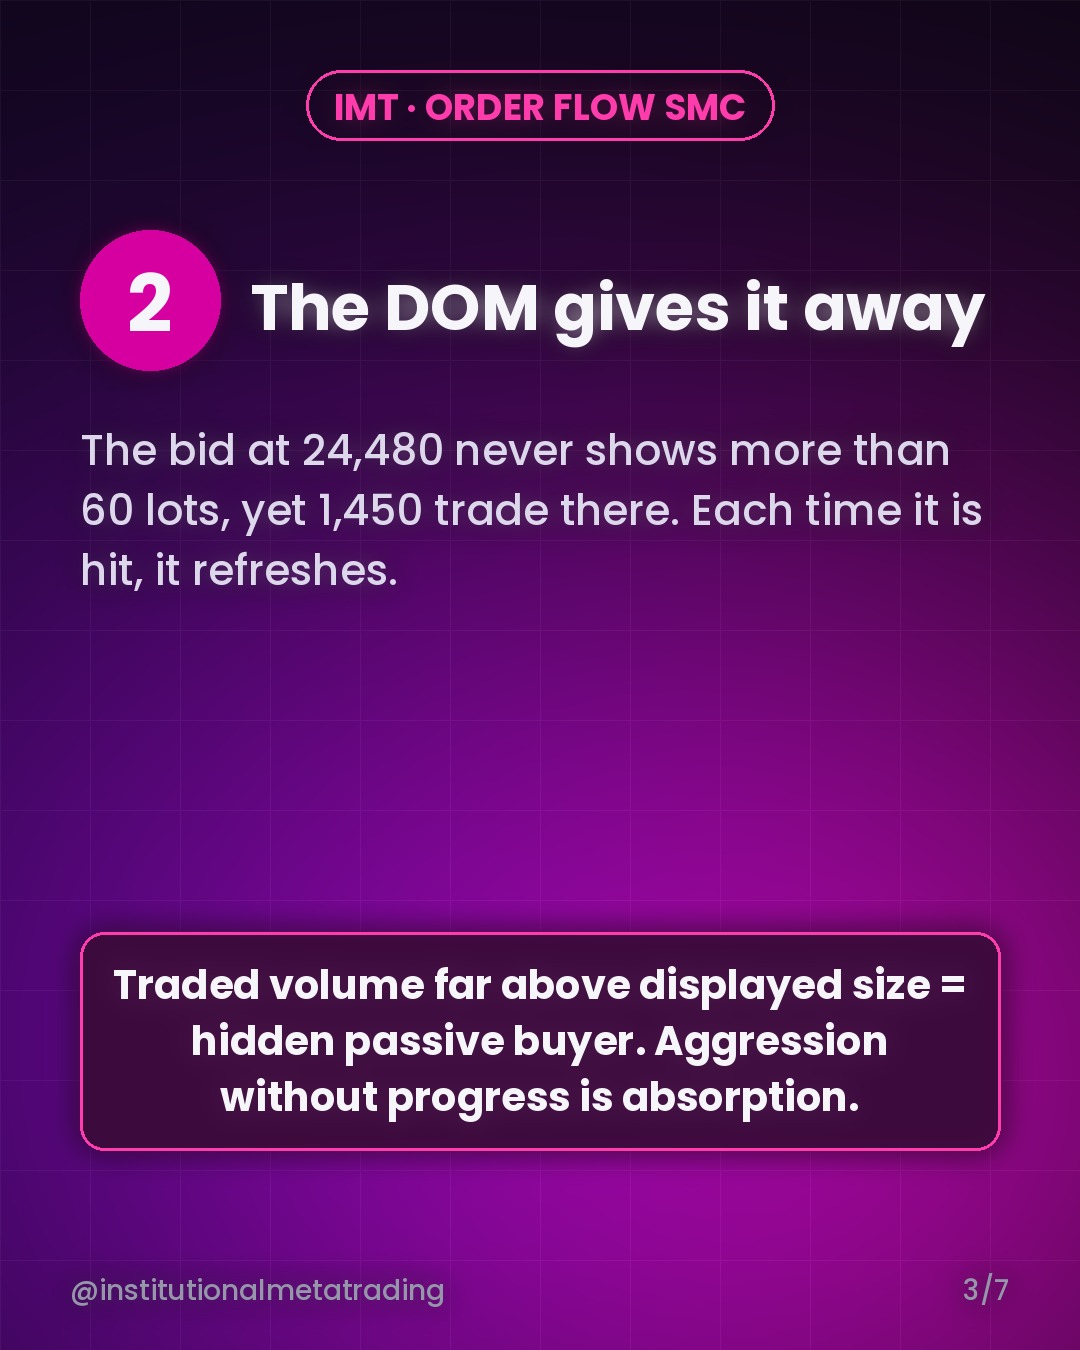 IMT · ORDER FLOW SMC
2
The DOM gives it away
The bid at 24,480 never shows more than
60 lots, yet 1,450 trade there. Each time it is
hit, it refreshes.
Traded volume far above displayed size =
hidden passive buyer. Aggression
without progress is absorption.
@institutionalmetatrading
3/7